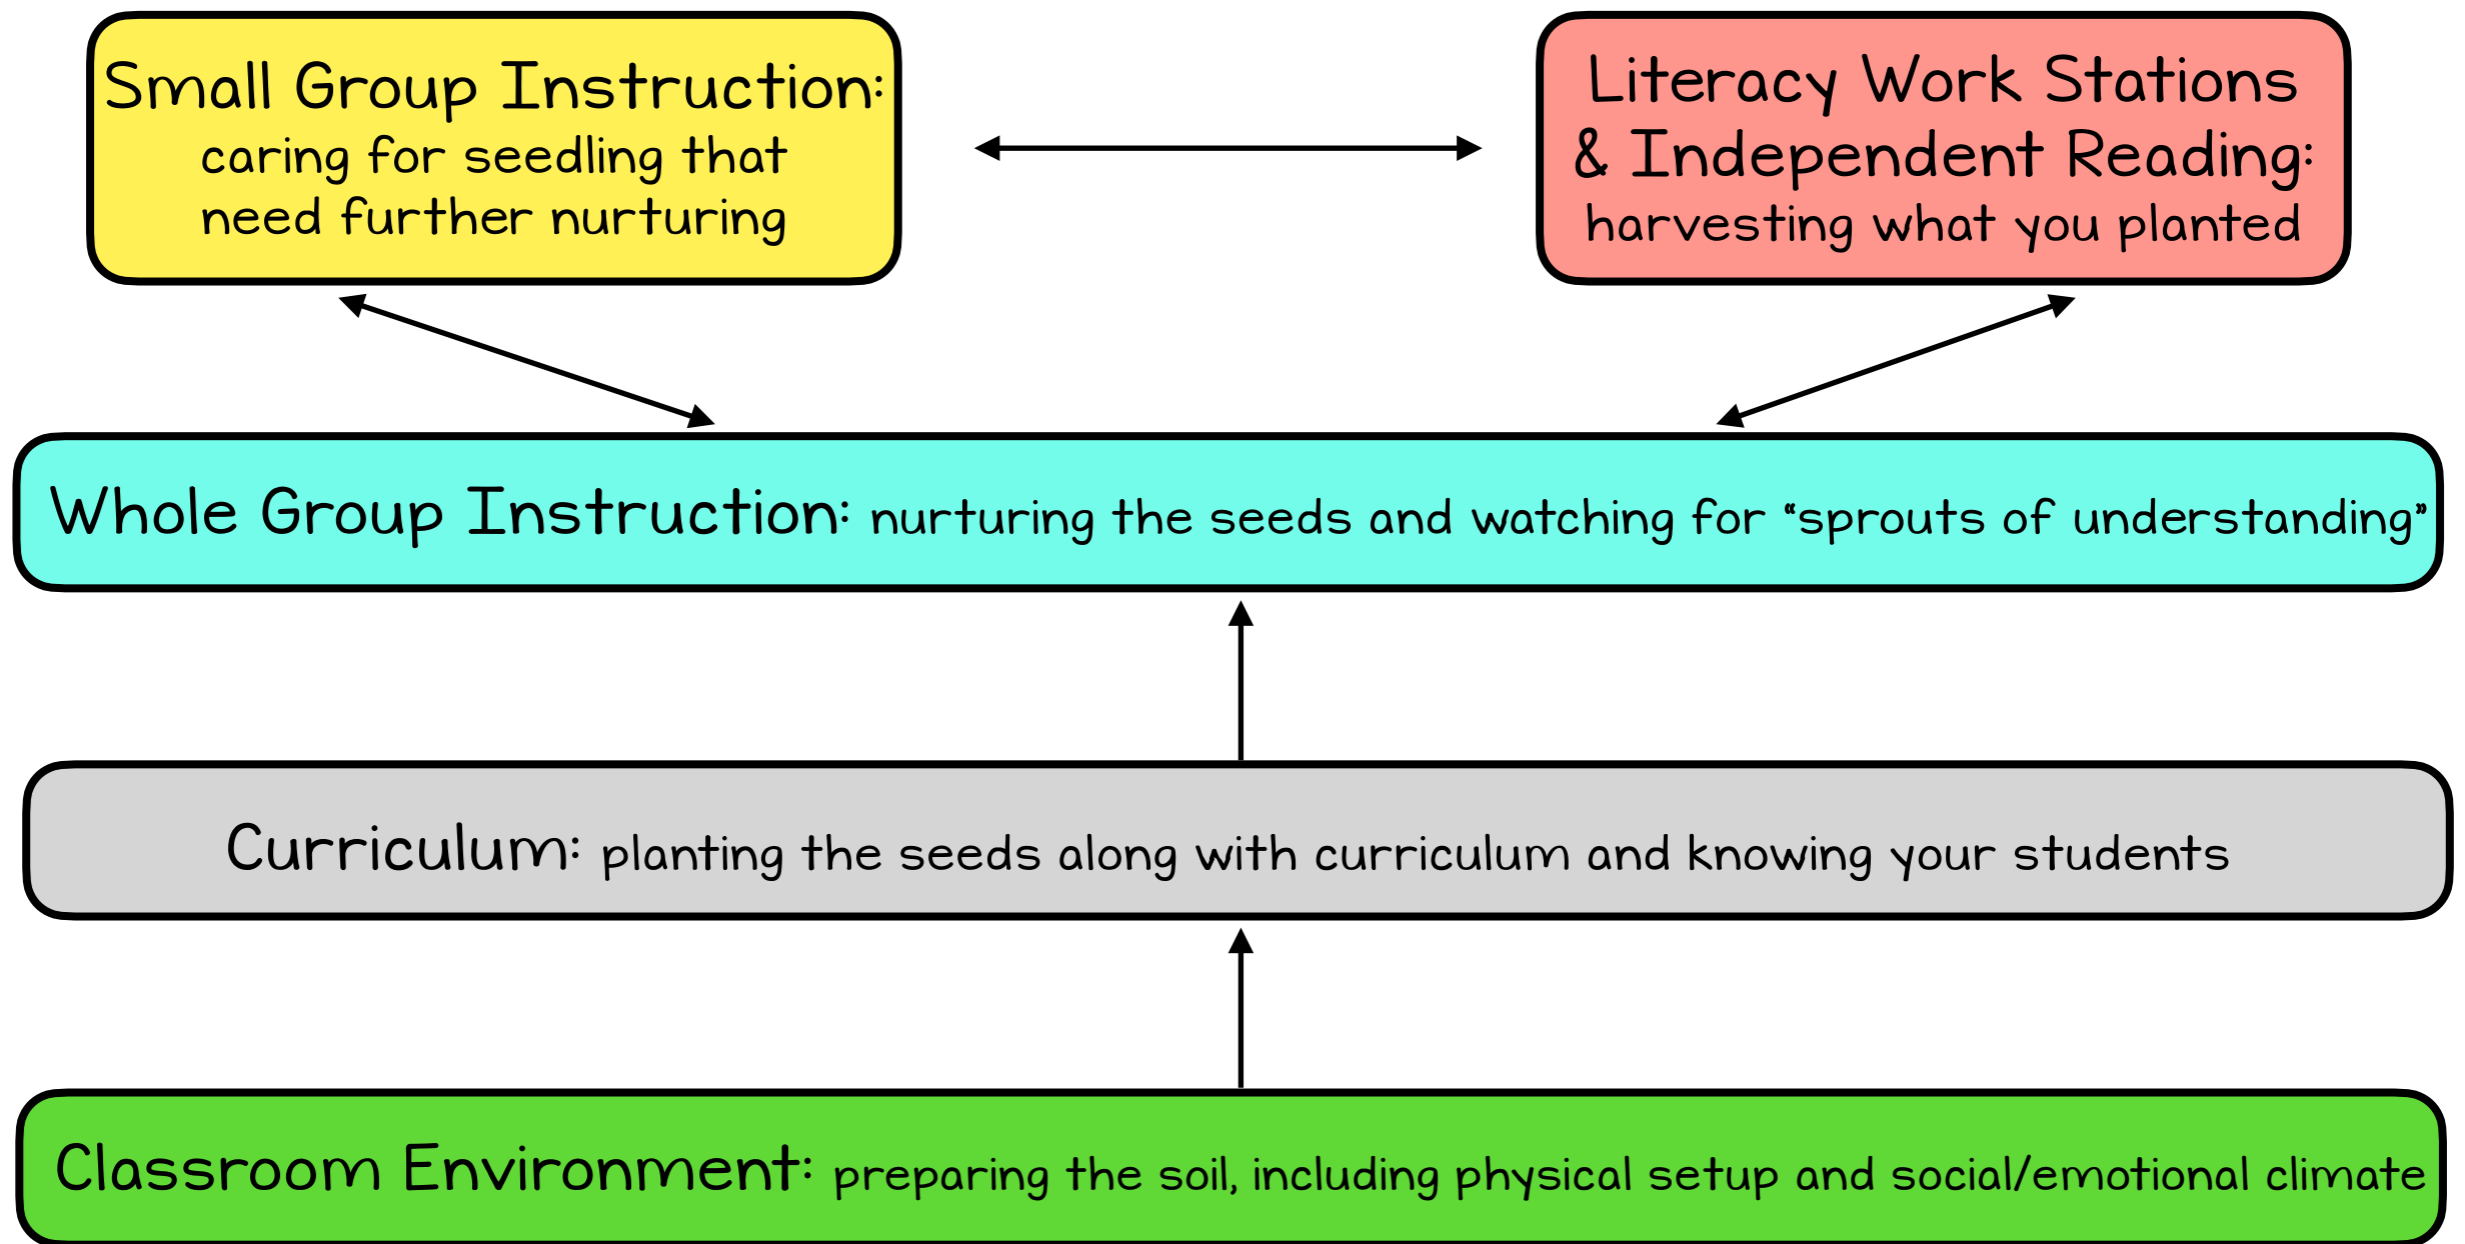 Small Group Instruction:
caring for seedling that
need further nurturing
Literacy Work Stations
& Independent Reading:
harvesting what you planted
Whole Group Instruction: nurturing the seeds and watching for “sprouts of understanding”
Curriculum: planting the seeds along with curriculum and knowing your students
Classroom Environment: preparing the soil, including physical setup and social/emotional climate